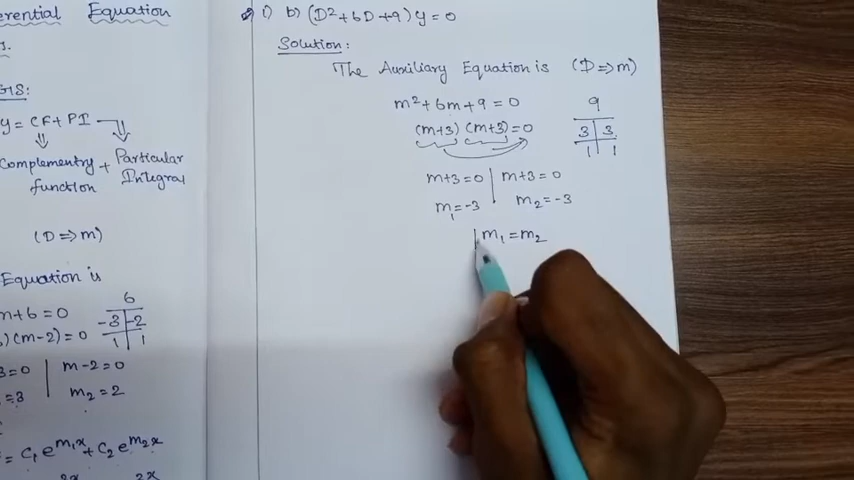 erential Equation
y = CF + PI
Complementry + Particular
function Integral
(D ⇒ m)
Equation is
m + 6 = 0
6
-3 | -2
1 | 1
)(m-2) = 0
3 = 0 | m-2 = 0
= 3 m₂ = 2
= c₁ e^m₁x + c₂ e^m₂x
3x 2x
1) b) (D² + 6D + 9) y = 0
Solution:
The Auxiliary Equation is (D ⇒ m)
m² + 6m + 9 = 0
9
3 | 3
1 | 1
(m+3) (m+3) = 0
m+3 = 0 | m+3 = 0
m₁ = -3 m₂ = -3
m₁ = m₂